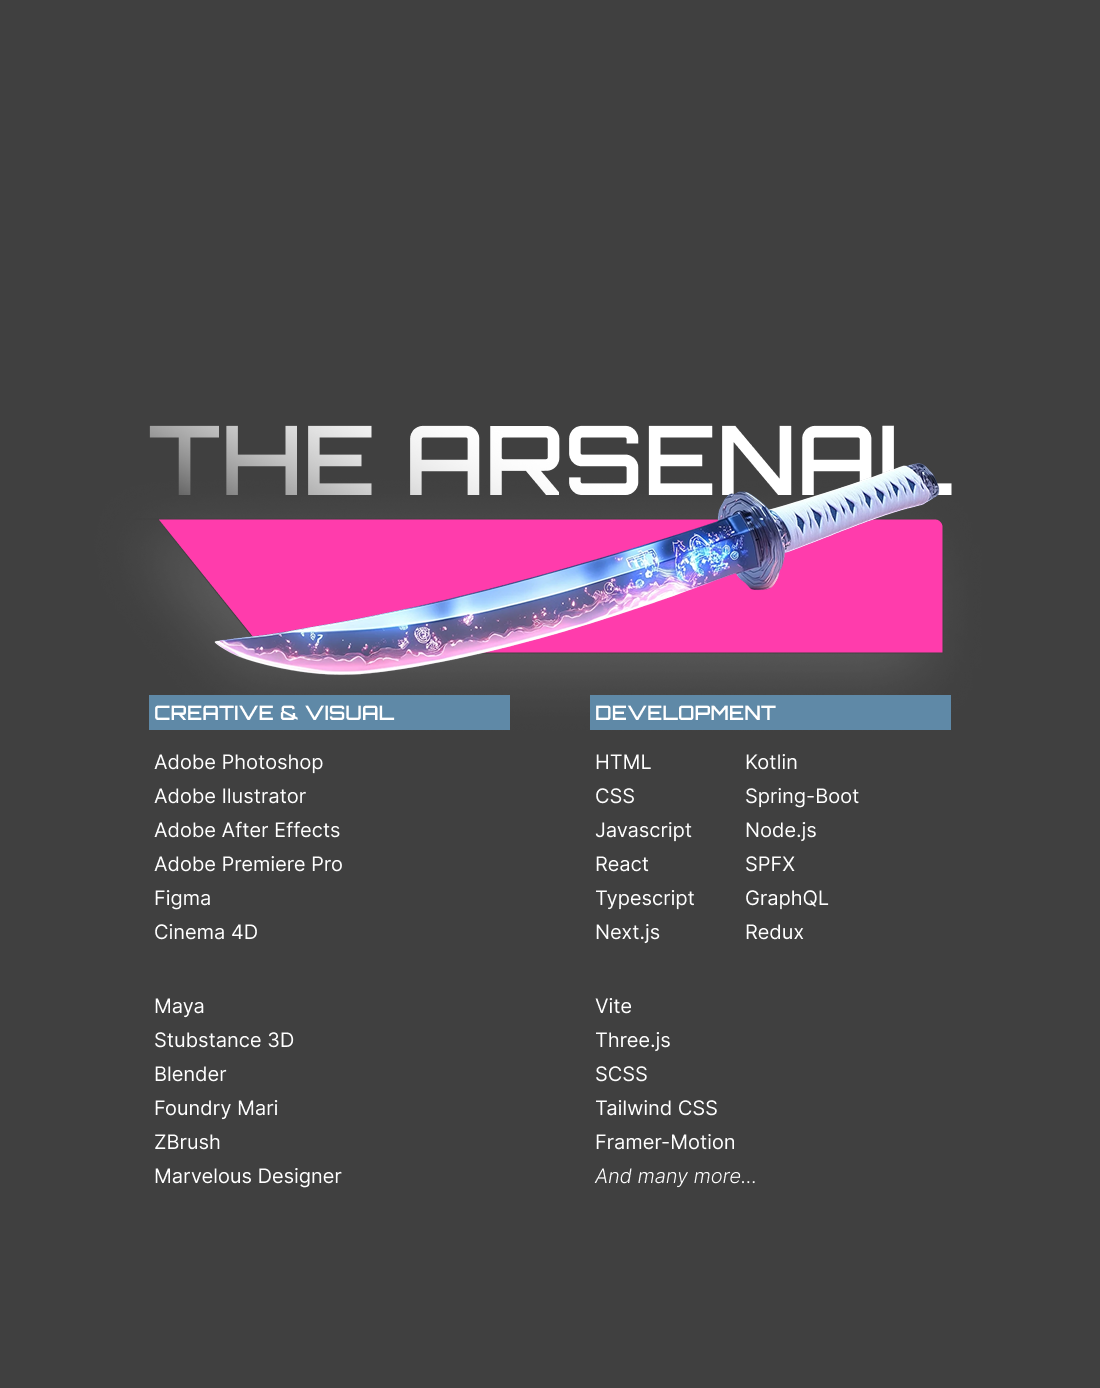 THE ARSENAL
CREATIVE & VISUAL
Adobe Photoshop
Adobe Ilustrator
Adobe After Effects
Adobe Premiere Pro
Figma
Cinema 4D
Maya
Stubstance 3D
Blender
Foundry Mari
ZBrush
Marvelous Designer
DEVELOPMENT
HTML
CSS
Javascript
React
Typescript
Next.js
Kotlin
Spring-Boot
Node.js
SPFX
GraphQL
Redux
Vite
Three.js
SCSS
Tailwind CSS
Framer-Motion
And many more...